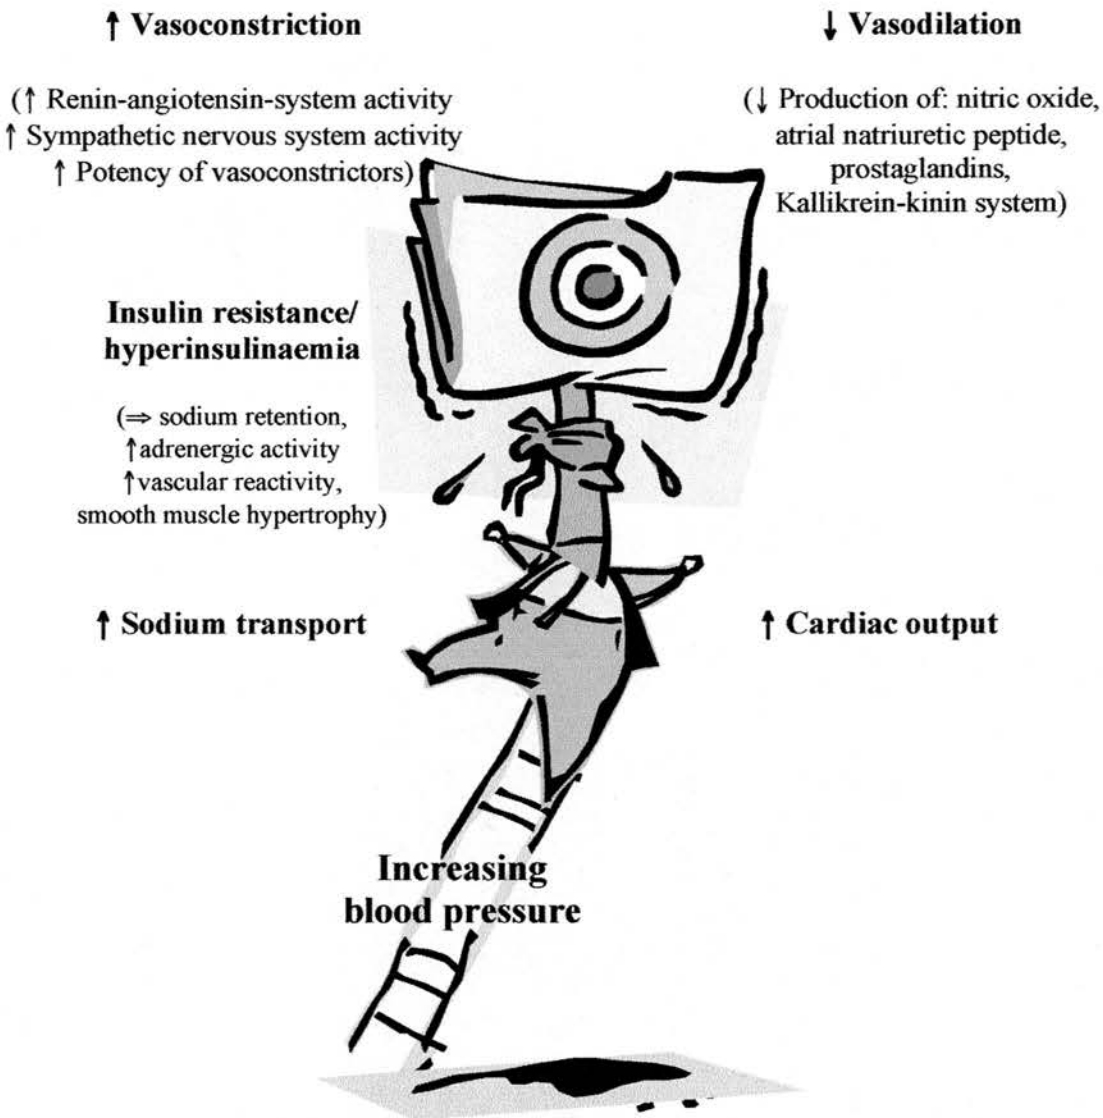 ↑ Vasoconstriction
(↑ Renin-angiotensin-system activity
↑ Sympathetic nervous system activity
↑ Potency of vasoconstrictors)
↓ Vasodilation
(↓ Production of: nitric oxide,
atrial natriuretic peptide,
prostaglandins,
Kallikrein-kinin system)
Insulin resistance/
hyperinsulinaemia
(⇒ sodium retention,
↑adrenergic activity
↑vascular reactivity,
smooth muscle hypertrophy)
↑ Sodium transport
↑ Cardiac output
Increasing
blood pressure